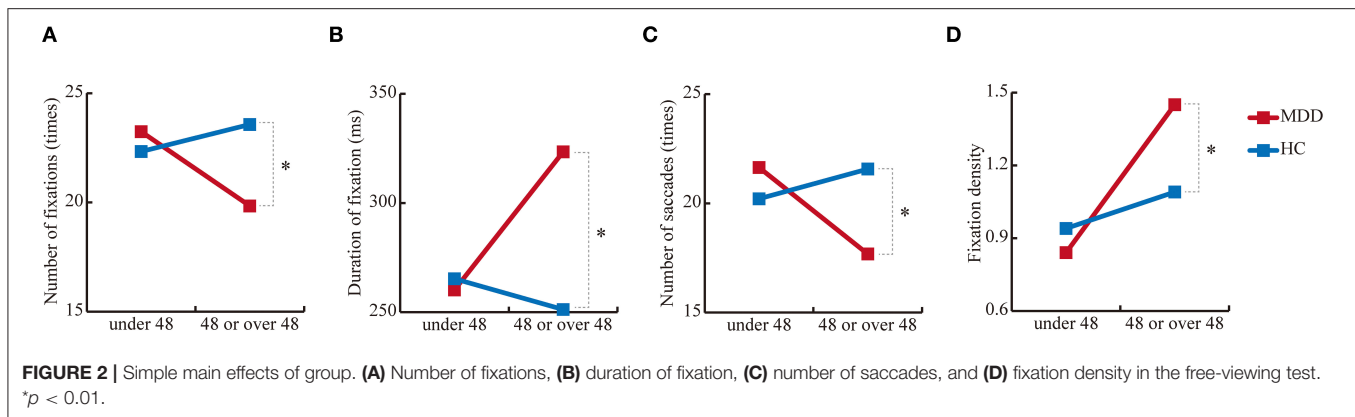 A
B
C
D
Number of fixations (times)
25
20
15
under 48
48 or over 48
*
Duration of fixation (ms)
350
300
250
under 48
48 or over 48
*
Number of saccades (times)
25
20
15
under 48
48 or over 48
*
Fixation density
1.5
1.2
0.9
0.6
under 48
48 or over 48
*
MDD
HC
FIGURE 2 | Simple main effects of group. (A) Number of fixations, (B) duration of fixation, (C) number of saccades, and (D) fixation density in the free-viewing test.
*p < 0.01.